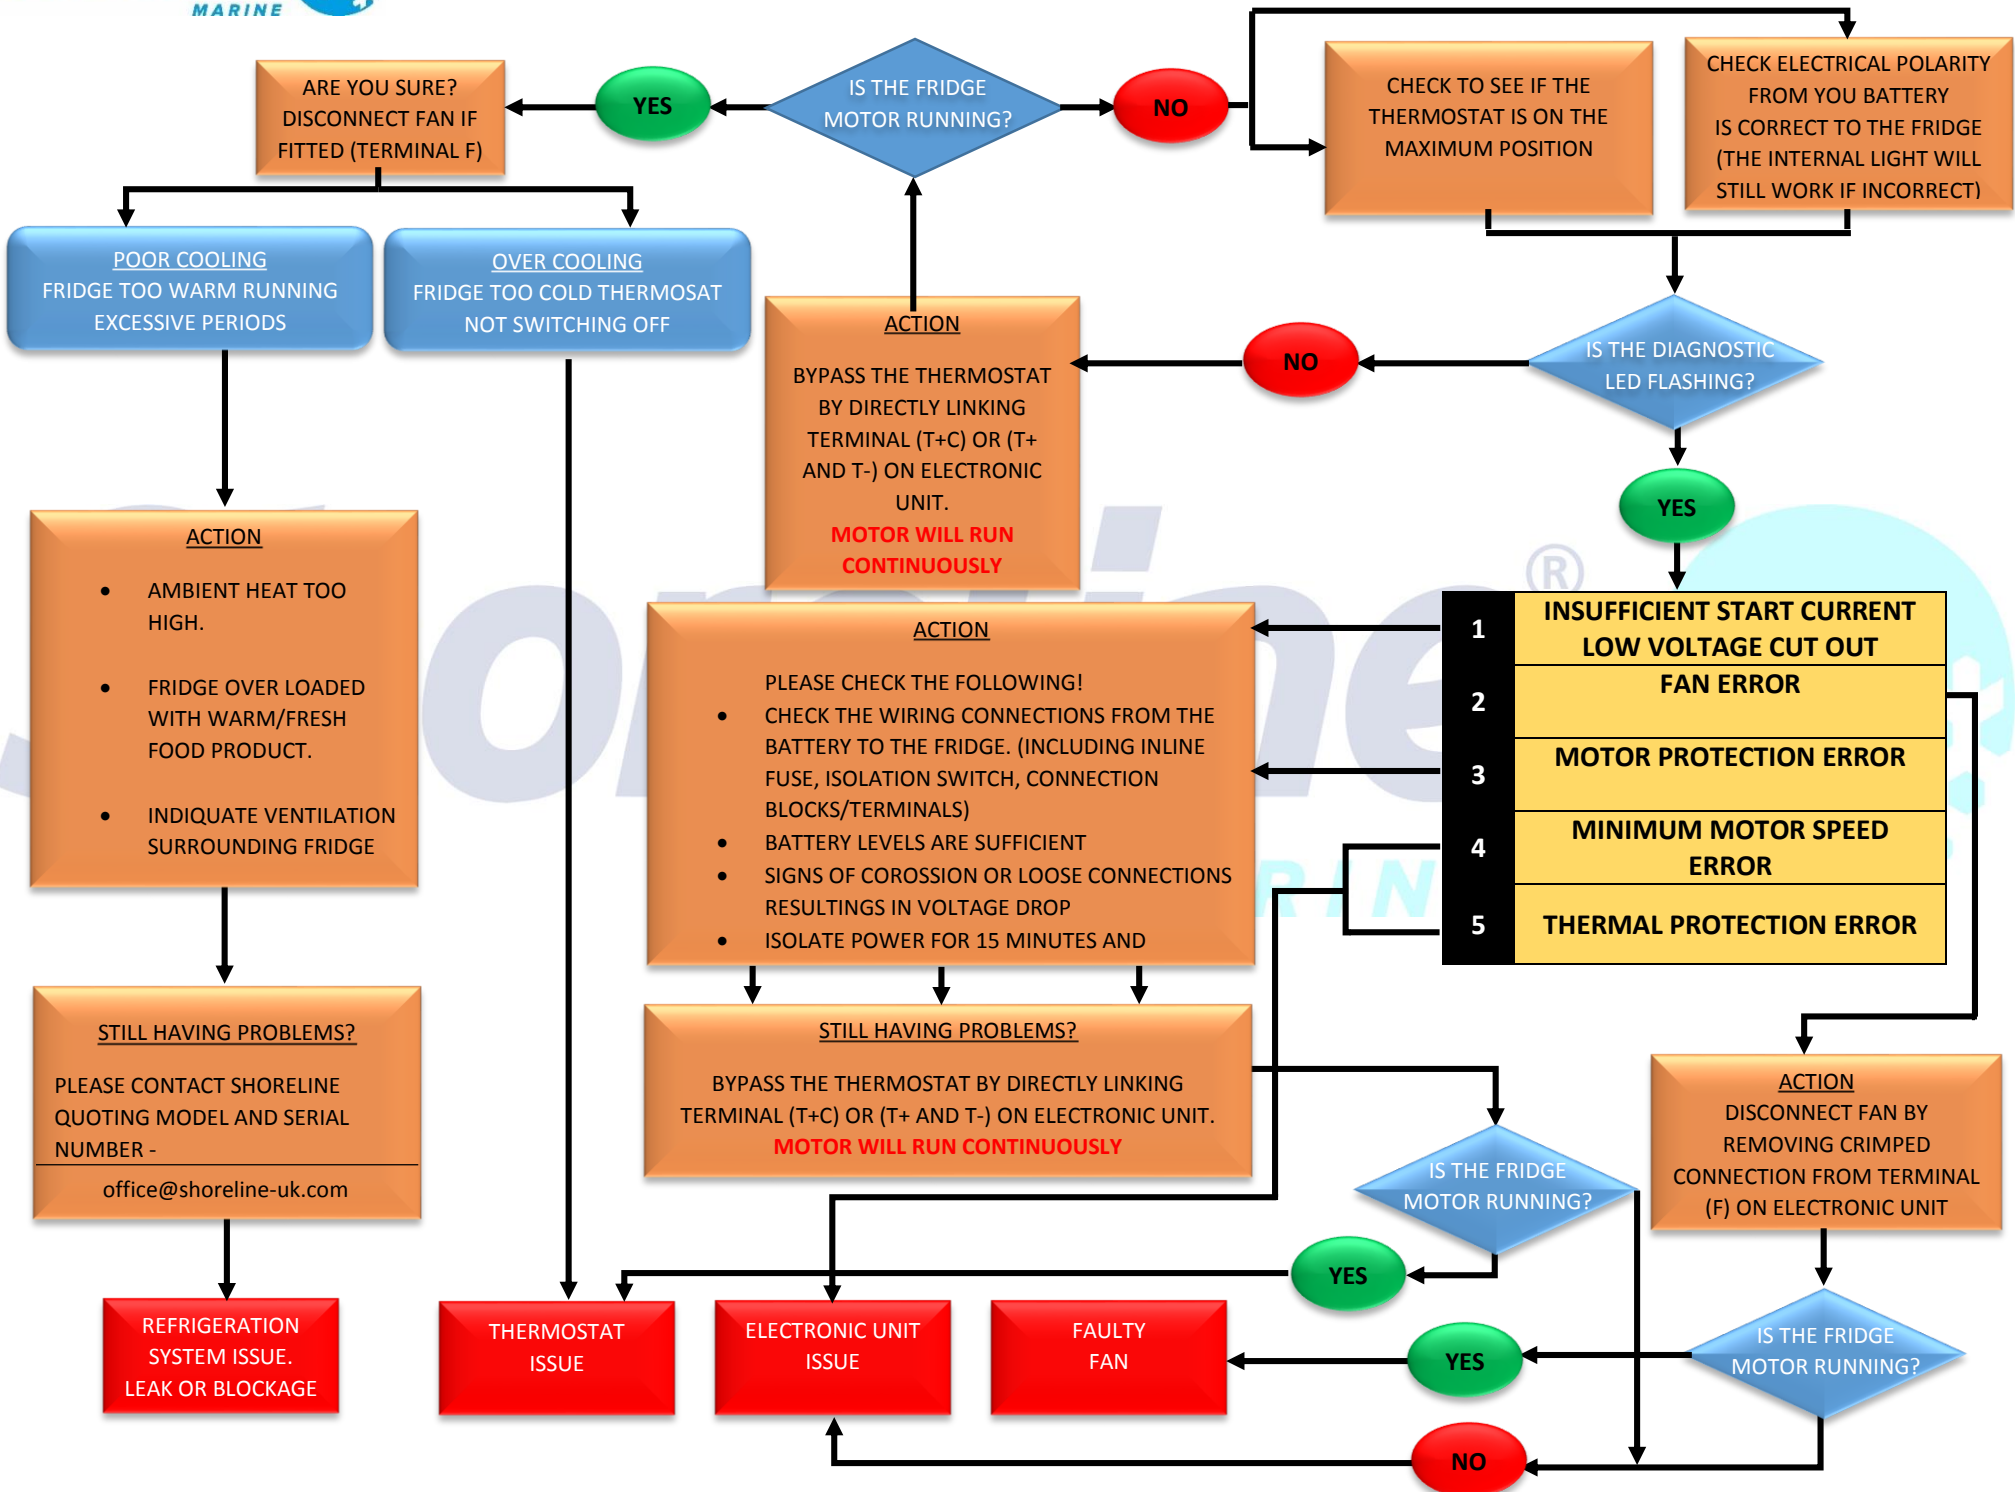 MARINE
IS THE FRIDGE
MOTOR RUNNING?
YES
NO
ARE YOU SURE?
DISCONNECT FAN IF
FITTED (TERMINAL F)
CHECK TO SEE IF THE
THERMOSTAT IS ON THE
MAXIMUM POSITION
CHECK ELECTRICAL POLARITY
FROM YOU BATTERY
IS CORRECT TO THE FRIDGE
(THE INTERNAL LIGHT WILL
STILL WORK IF INCORRECT)
POOR COOLING
FRIDGE TOO WARM RUNNING
EXCESSIVE PERIODS
OVER COOLING
FRIDGE TOO COLD THERMOSAT
NOT SWITCHING OFF
ACTION
BYPASS THE THERMOSTAT
BY DIRECTLY LINKING
TERMINAL (T+C) OR (T+
AND T-) ON ELECTRONIC
UNIT.
MOTOR WILL RUN
CONTINUOUSLY
NO
IS THE DIAGNOSTIC
LED FLASHING?
YES
ACTION
• AMBIENT HEAT TOO
HIGH.
• FRIDGE OVER LOADED
WITH WARM/FRESH
FOOD PRODUCT.
• INDIQUATE VENTILATION
SURROUNDING FRIDGE
ACTION
PLEASE CHECK THE FOLLOWING!
• CHECK THE WIRING CONNECTIONS FROM THE
BATTERY TO THE FRIDGE. (INCLUDING INLINE
FUSE, ISOLATION SWITCH, CONNECTION
BLOCKS/TERMINALS)
• BATTERY LEVELS ARE SUFFICIENT
• SIGNS OF COROSSION OR LOOSE CONNECTIONS
RESULTINGS IN VOLTAGE DROP
• ISOLATE POWER FOR 15 MINUTES AND
1 INSUFFICIENT START CURRENT
LOW VOLTAGE CUT OUT
2 FAN ERROR
3 MOTOR PROTECTION ERROR
4 MINIMUM MOTOR SPEED
ERROR
5 THERMAL PROTECTION ERROR
STILL HAVING PROBLEMS?
PLEASE CONTACT SHORELINE
QUOTING MODEL AND SERIAL
NUMBER -
office@shoreline-uk.com
STILL HAVING PROBLEMS?
BYPASS THE THERMOSTAT BY DIRECTLY LINKING
TERMINAL (T+C) OR (T+ AND T-) ON ELECTRONIC UNIT.
MOTOR WILL RUN CONTINUOUSLY
ACTION
DISCONNECT FAN BY
REMOVING CRIMPED
CONNECTION FROM TERMINAL
(F) ON ELECTRONIC UNIT
IS THE FRIDGE
MOTOR RUNNING?
YES
REFRIGERATION
SYSTEM ISSUE.
LEAK OR BLOCKAGE
THERMOSTAT
ISSUE
ELECTRONIC UNIT
ISSUE
FAULTY
FAN
YES
IS THE FRIDGE
MOTOR RUNNING?
NO